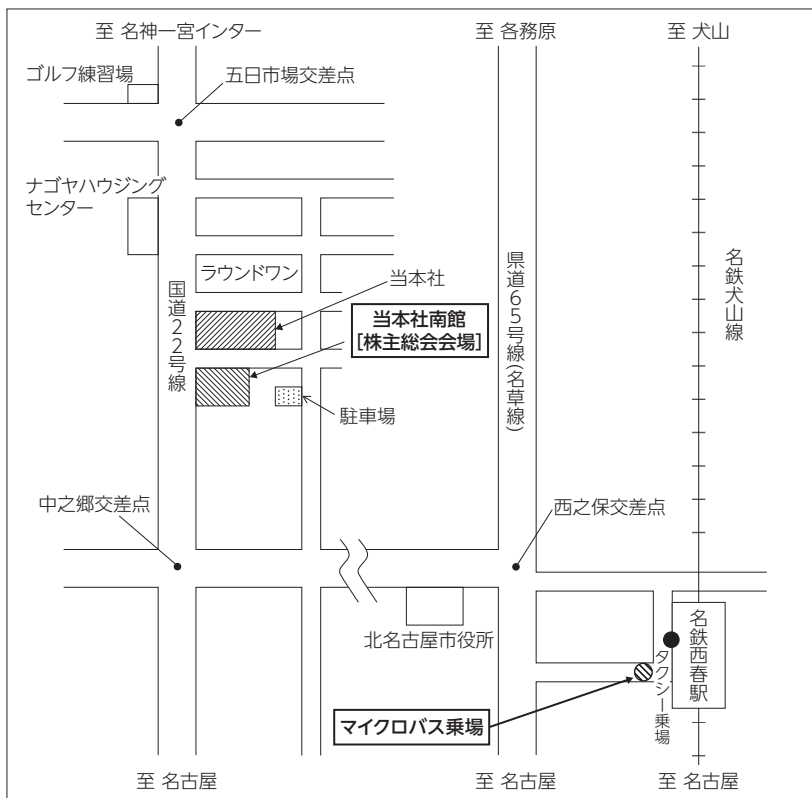 至 名神一宮インター
至 各務原
至 犬山
ゴルフ練習場
五日市場交差点
ナゴヤハウジング
センター
ラウンドワン
当本社
国道22号線
当本社南館
[株主総会会場]
県道65号線(名草線)
名鉄犬山線
駐車場
中之郷交差点
西之保交差点
北名古屋市役所
名鉄西春駅
タクシー乗場
マイクロバス乗場
至 名古屋
至 名古屋
至 名古屋